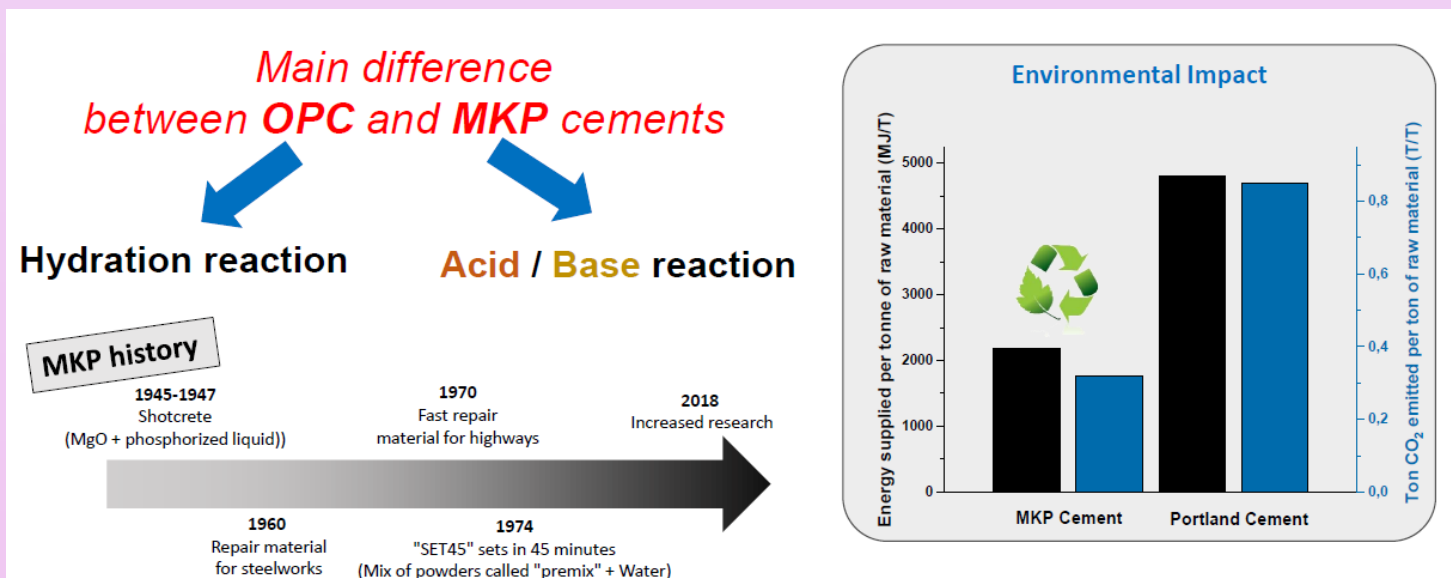 Main difference
between OPC and MKP cements
Hydration reaction
Acid / Base reaction
MKP history
1945-1947
Shotcrete
(MgO + phosphorized liquid))
1970
Fast repair
material for highways
2018
Increased research
1960
Repair material
for steelworks
1974
"SET45" sets in 45 minutes
(Mix of powders called "premix" + Water)
Environmental Impact
Energy supplied per tonne of raw material (MJ/T)
5000
4000
3000
2000
1000
0
Ton CO₂ emitted per ton of raw material (T/T)
0,8
0,6
0,4
0,2
0,0
MKP Cement
Portland Cement